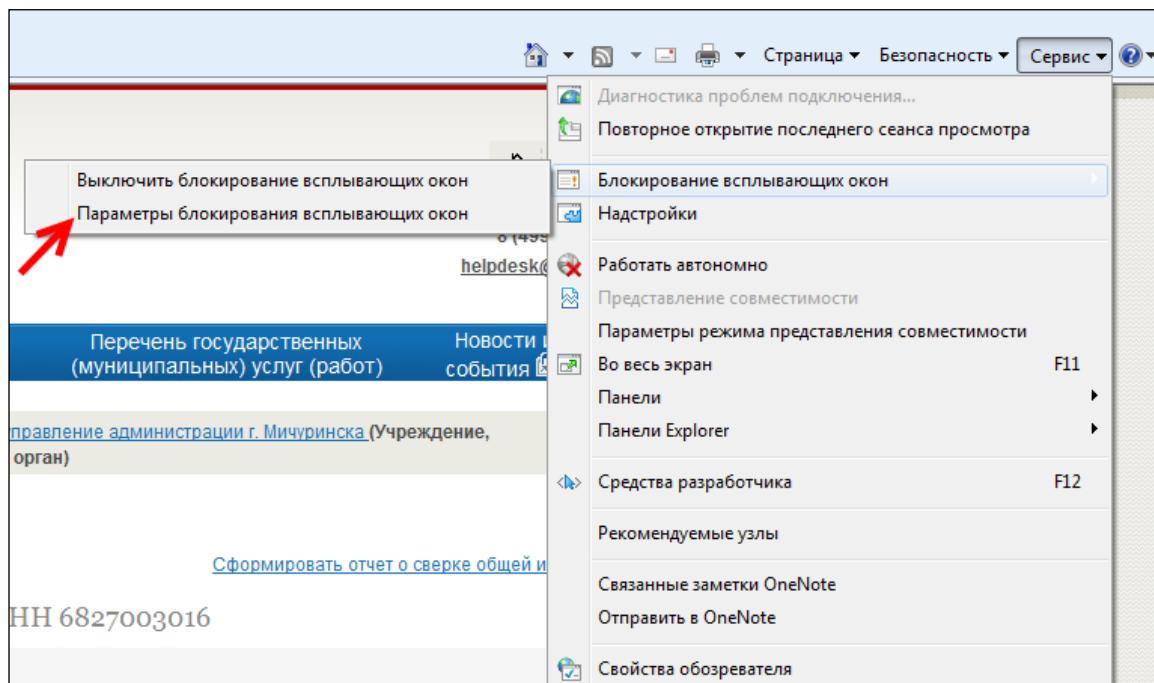 Страница
Безопасность
Сервис
Диагностика проблем подключения...
Повторное открытие последнего сеанса просмотра
Блокирование всплывающих окон
Выключить блокирование всплывающих окон
Параметры блокирования всплывающих окон
Надстройки
8 (499
Работать автономно
helpdesk@
Представление совместимости
Параметры режима представления совместимости
Во весь экран F11
Панели
Панели Explorer
Средства разработчика F12
Рекомендуемые узлы
Связанные заметки OneNote
Отправить в OneNote
Свойства обозревателя
Перечень государственных
(муниципальных) услуг (работ)
Новости
события
правление администрации г. Мичуринска (Учреждение,
орган)
Сформировать отчет о сверке общей и
НН 6827003016